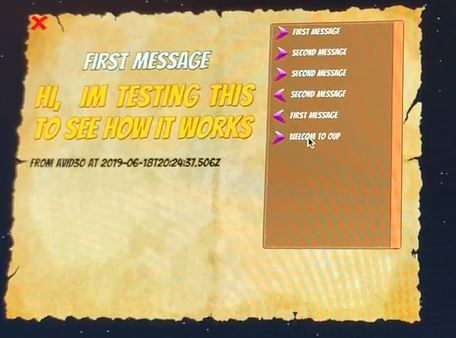 FIRST MESSAGE
HI, IM TESTING THIS
TO SEE HOW IT WORKS
FROM AVID30 AT 2019-06-18T20:24:37.506Z
FIRST MESSAGE
SECOND MESSAGE
SECOND MESSAGE
SECOND MESSAGE
FIRST MESSAGE
WELCOM TO OUP